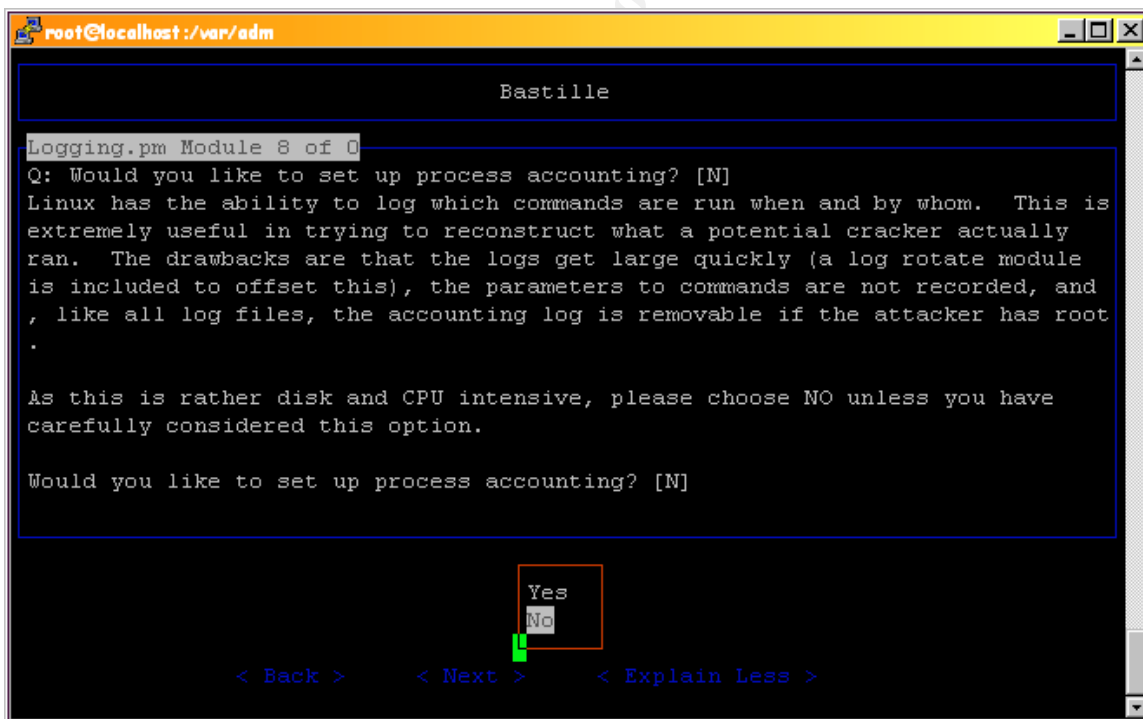 root@localhost:/var/adm
Bastille
Logging.pm Module 8 of 0
Q: Would you like to set up process accounting? [N]
Linux has the ability to log which commands are run when and by whom.  This is
extremely useful in trying to reconstruct what a potential cracker actually
ran.  The drawbacks are that the logs get large quickly (a log rotate module
is included to offset this), the parameters to commands are not recorded, and
, like all log files, the accounting log is removable if the attacker has root
.
As this is rather disk and CPU intensive, please choose NO unless you have
carefully considered this option.
Would you like to set up process accounting? [N]
Yes
No
< Back > < Next > < Explain Less >